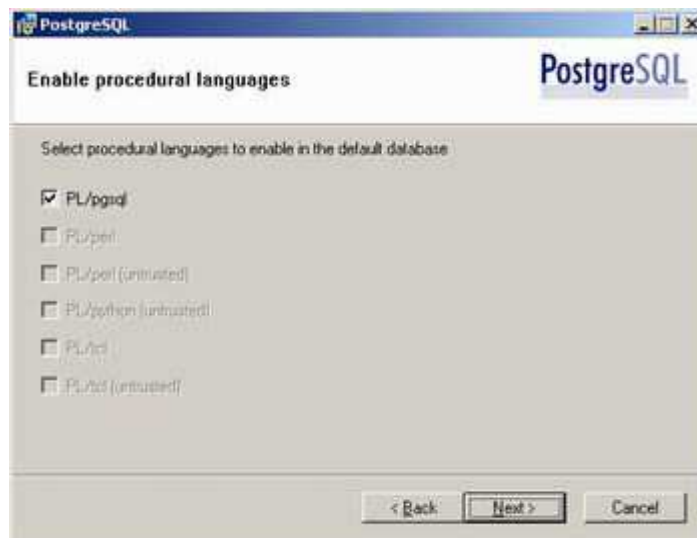 PostgreSQL
Enable procedural languages
PostgreSQL
Select procedural languages to enable in the default database
PL/pgsql
PL/perl
PL/perl (untrusted)
PL/python (untrusted)
PL/tcl
PL/tcl (untrusted)
< Back
Next >
Cancel